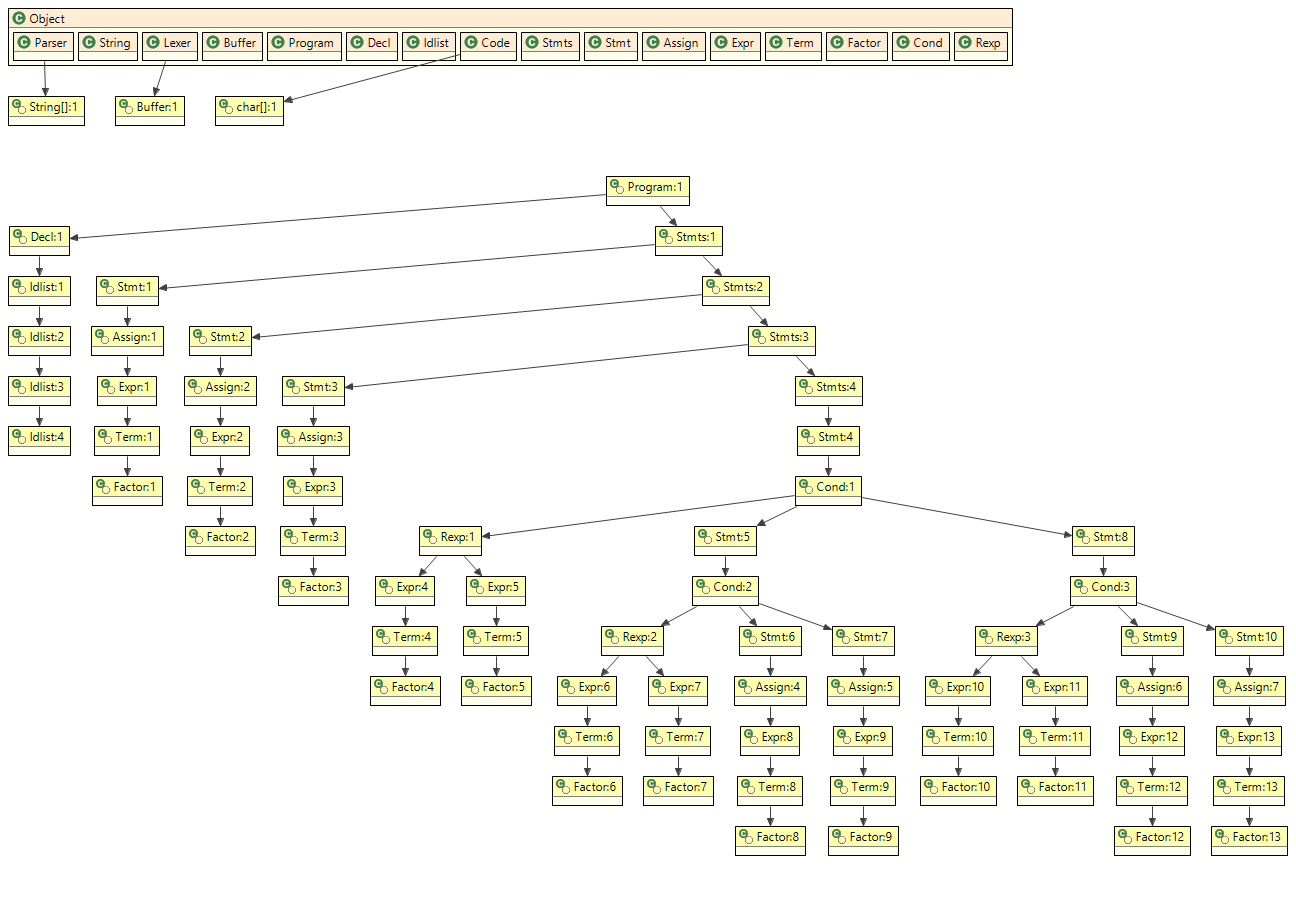 Object
Parser String Lexer Buffer Program Decl Idlist Code Stmts Stmt Assign Expr Term Factor Cond Rexp
String[]:1 Buffer:1 char[]:1
Program:1
Decl:1 Stmts:1
Idlist:1 Stmt:1 Stmts:2
Idlist:2 Assign:1 Stmt:2 Stmts:3
Idlist:3 Expr:1 Assign:2 Stmt:3 Stmts:4
Idlist:4 Term:1 Expr:2 Assign:3 Stmt:4
Factor:1 Term:2 Expr:3 Cond:1
Factor:2 Term:3 Rexp:1 Stmt:5 Stmt:8
Factor:3 Expr:4 Expr:5 Cond:2 Cond:3
Term:4 Term:5 Rexp:2 Stmt:6 Stmt:7 Rexp:3 Stmt:9 Stmt:10
Factor:4 Factor:5 Expr:6 Expr:7 Assign:4 Assign:5 Expr:10 Expr:11 Assign:6 Assign:7
Term:6 Term:7 Expr:8 Expr:9 Term:10 Term:11 Expr:12 Expr:13
Factor:6 Factor:7 Term:8 Term:9 Factor:10 Factor:11 Term:12 Term:13
Factor:8 Factor:9 Factor:12 Factor:13